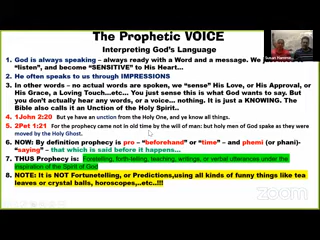 The Prophetic VOICE
Interpreting God's Language
1. God is always speaking – always ready with a Word and a message. We just
"listen", and become "SENSITIVE" to His Heart...
2. He often speaks to us through IMPRESSIONS
3. In other words – no actual words are spoken, we "sense" His Love, or His Approval, or
His Grace, a Loving Touch...etc... You just sense this is what God wants to say. But
you don't actually hear any words, or a voice... nothing. It is just a KNOWING. The
Bible also calls it an Unction of the Holy Spirit..
4. 1John 2:20 But ye have an unction from the Holy One, and ye know all things.
5. 2Pet 1:21 For the prophecy came not in old time by the will of man: but holy men of God spake as they were
moved by the Holy Ghost.
6. NOW: By definition prophecy is pro – "beforehand" or "time" – and phemi (or phani)-
"saying" – that which is said before it happens...
7. THUS Prophecy is: Foretelling, forth-telling, teaching, writings, or verbal utterances under the
inspiration of the Spirit of God
8. NOTE: It is NOT Fortunetelling, or Predictions,using all kinds of funny things like tea
leaves or crystal balls, horoscopes,..etc..!!!
zoom